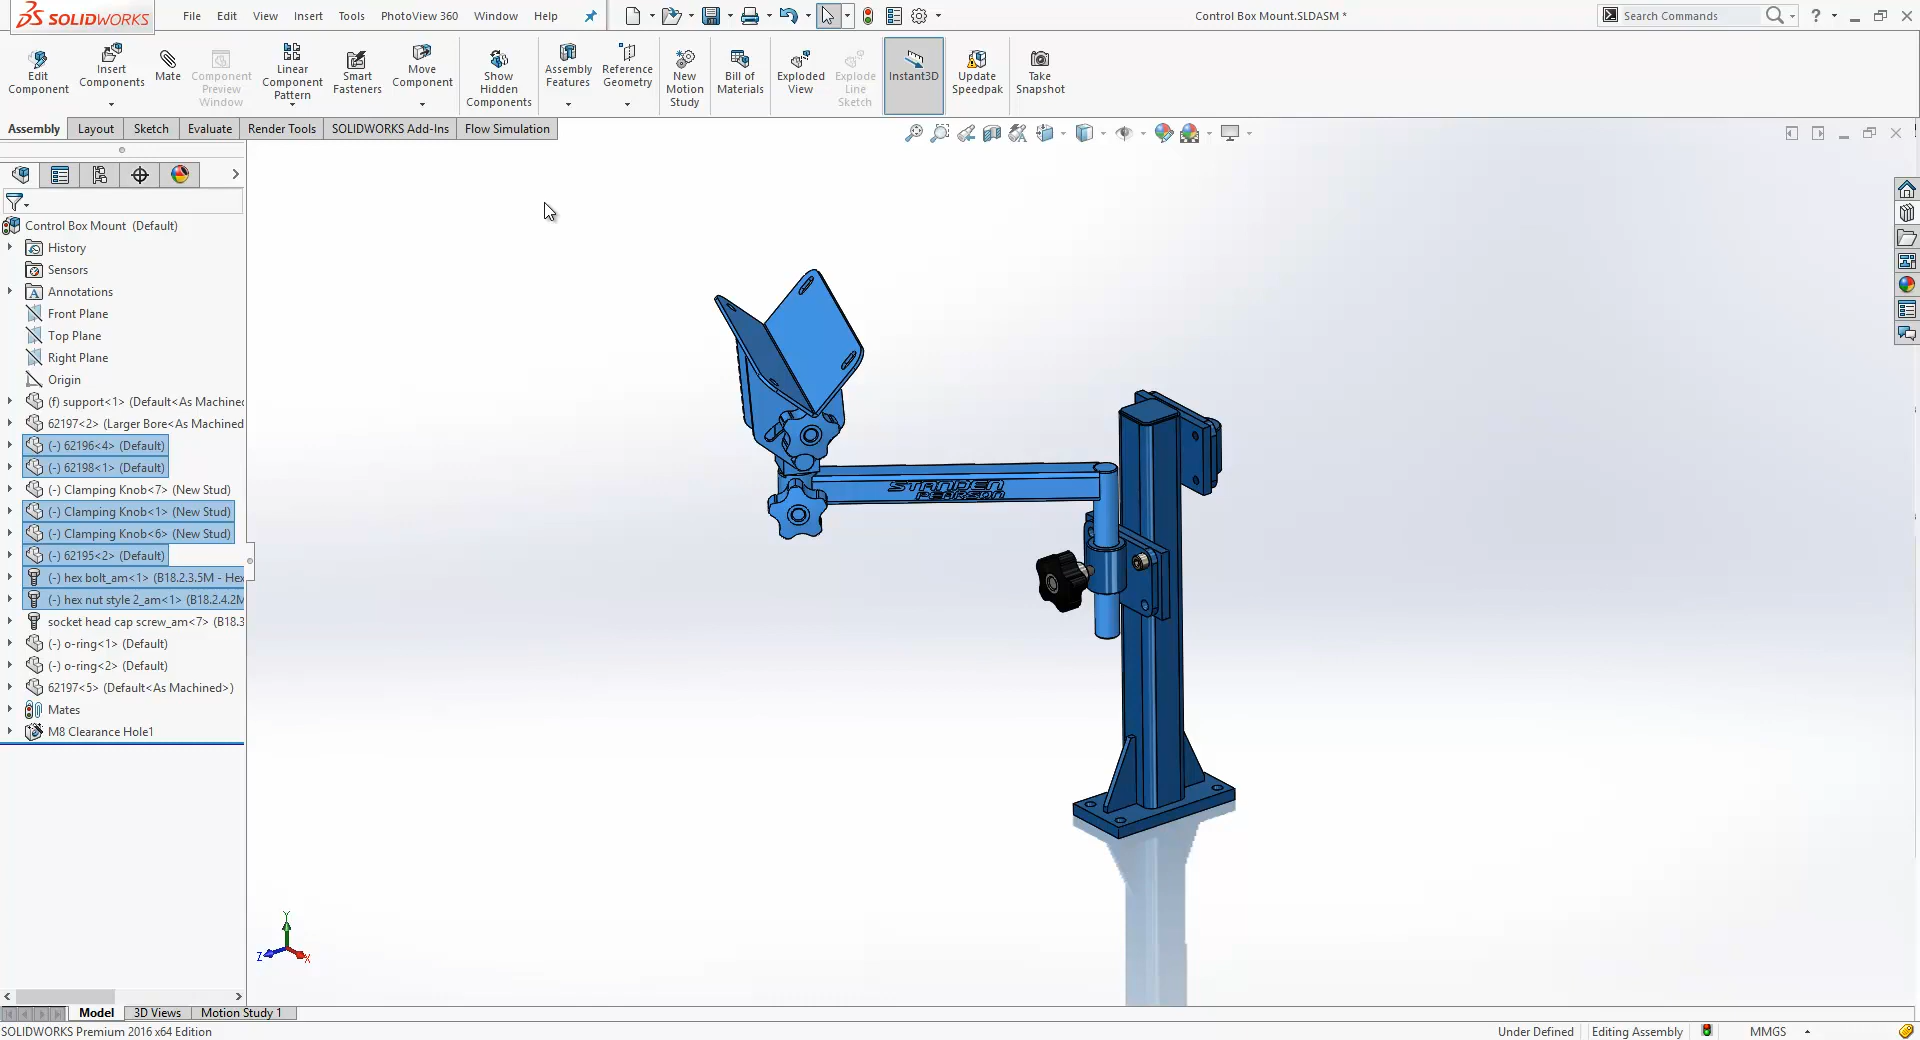 SOLIDWORKS
File Edit View Insert Tools PhotoView 360 Window Help
Control Box Mount.SLDASM *
Search Commands
Edit Component
Insert Components
Mate
Component Preview Window
Linear Component Pattern
Smart Fasteners
Move Component
Show Hidden Components
Assembly Features
Reference Geometry
New Motion Study
Bill of Materials
Exploded View
Explode Line Sketch
Instant3D
Update Speedpak
Take Snapshot
Assembly Layout Sketch Evaluate Render Tools SOLIDWORKS Add-Ins Flow Simulation
Control Box Mount (Default)
History
Sensors
Annotations
Front Plane
Top Plane
Right Plane
Origin
(f) support<1> (Default<As Machined
62197<2> (Larger Bore<As Machined
(-) 62196<4> (Default)
(-) 62198<1> (Default)
(-) Clamping Knob<7> (New Stud)
(-) Clamping Knob<1> (New Stud)
(-) Clamping Knob<6> (New Stud)
(-) 62195<2> (Default)
(-) hex bolt_am<1> (B18.2.3.5M - Hex
(-) hex nut style 2_am<1> (B18.2.4.2M
socket head cap screw_am<7> (B18.3
(-) o-ring<1> (Default)
(-) o-ring<2> (Default)
62197<5> (Default<As Machined>)
Mates
M8 Clearance Hole1
STANDEN
PEARSON
Y
Z
X
Model 3D Views Motion Study 1
SOLIDWORKS Premium 2016 x64 Edition
Under Defined Editing Assembly MMGS